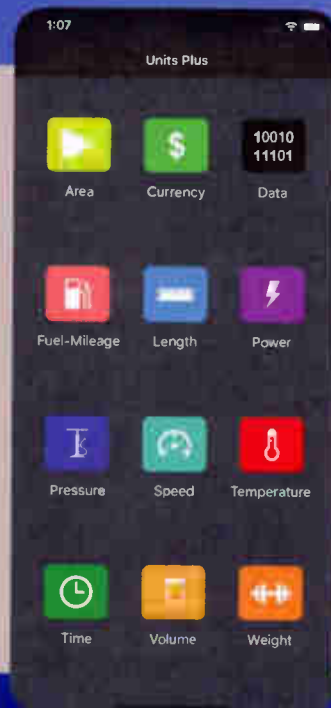 1:07
Units Plus
$
10010
11101
Area Currency Data
Fuel-Mileage Length Power
Pressure Speed Temperature
Time Volume Weight